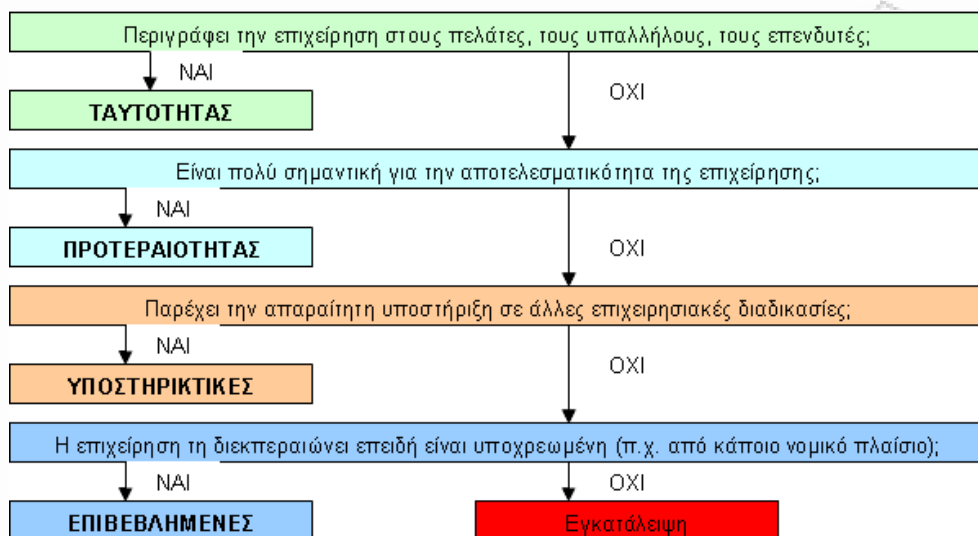 Περιγράφει την επιχείρηση στους πελάτες, τους υπαλλήλους, τους επενδυτές;
ΝΑΙ
ΟΧΙ
ΤΑΥΤΟΤΗΤΑΣ
Είναι πολύ σημαντική για την αποτελεσματικότητα της επιχείρησης;
ΝΑΙ
ΟΧΙ
ΠΡΟΤΕΡΑΙΟΤΗΤΑΣ
Παρέχει την απαραίτητη υποστήριξη σε άλλες επιχειρησιακές διαδικασίες;
ΝΑΙ
ΟΧΙ
ΥΠΟΣΤΗΡΙΚΤΙΚΕΣ
Η επιχείρηση τη διεκπεραιώνει επειδή είναι υποχρεωμένη (π.χ. από κάποιο νομικό πλαίσιο);
ΝΑΙ
ΟΧΙ
ΕΠΙΒΕΒΛΗΜΕΝΕΣ
Εγκατάλειψη